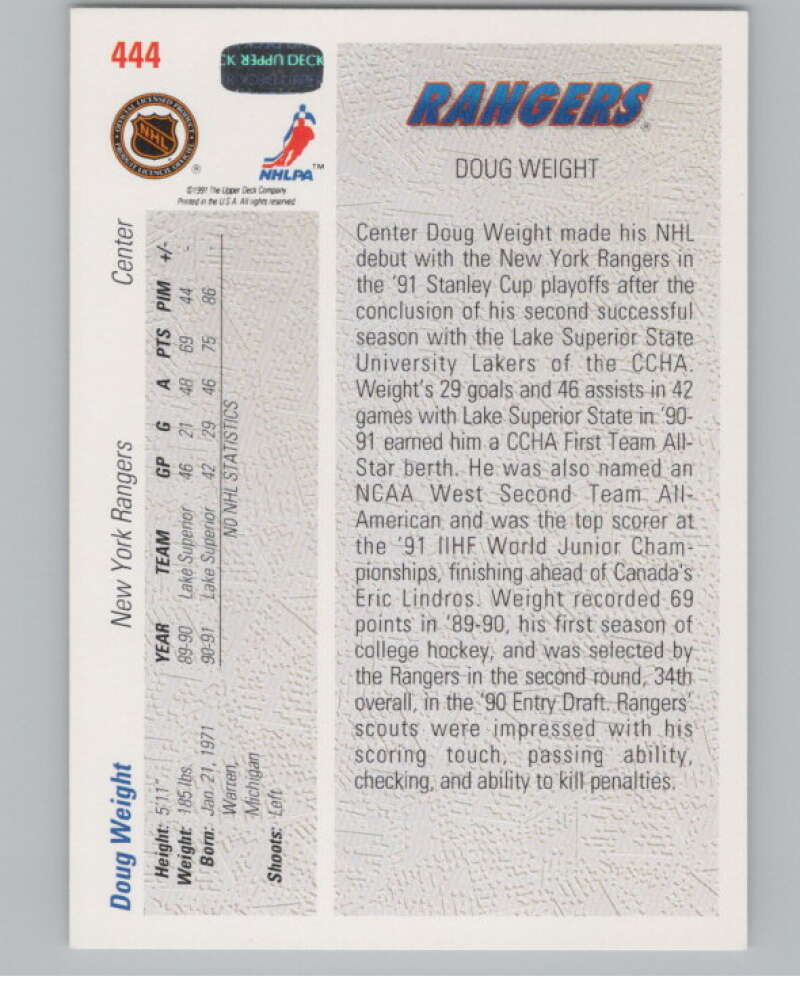 444
UPPER DECK
OFFICIAL LICENSED PRODUCT
NHL
®
NHLPA™
©1991 The Upper Deck Company
Printed in the U.S.A. All rights reserved
Doug Weight New York Rangers Center
Height: 5'11"
Weight: 185 lbs.
Born: Jan. 21, 1971
Warren,
Michigan
Shoots: Left
YEAR TEAM GP G A PTS PIM +/-
89-90 Lake Superior 46 21 48 69 44 -
90-91 Lake Superior 42 29 46 75 86 -
NO NHL STATISTICS
RANGERS®
DOUG WEIGHT
Center Doug Weight made his NHL
debut with the New York Rangers in
the '91 Stanley Cup playoffs after the
conclusion of his second successful
season with the Lake Superior State
University Lakers of the CCHA.
Weight's 29 goals and 46 assists in 42
games with Lake Superior State in '90-
91 earned him a CCHA First Team All-
Star berth. He was also named an
NCAA West Second Team All-
American and was the top scorer at
the '91 IIHF World Junior Cham-
pionships, finishing ahead of Canada's
Eric Lindros. Weight recorded 69
points in '89-90, his first season of
college hockey, and was selected by
the Rangers in the second round, 34th
overall, in the '90 Entry Draft. Rangers'
scouts were impressed with his
scoring touch, passing ability,
checking, and ability to kill penalties.